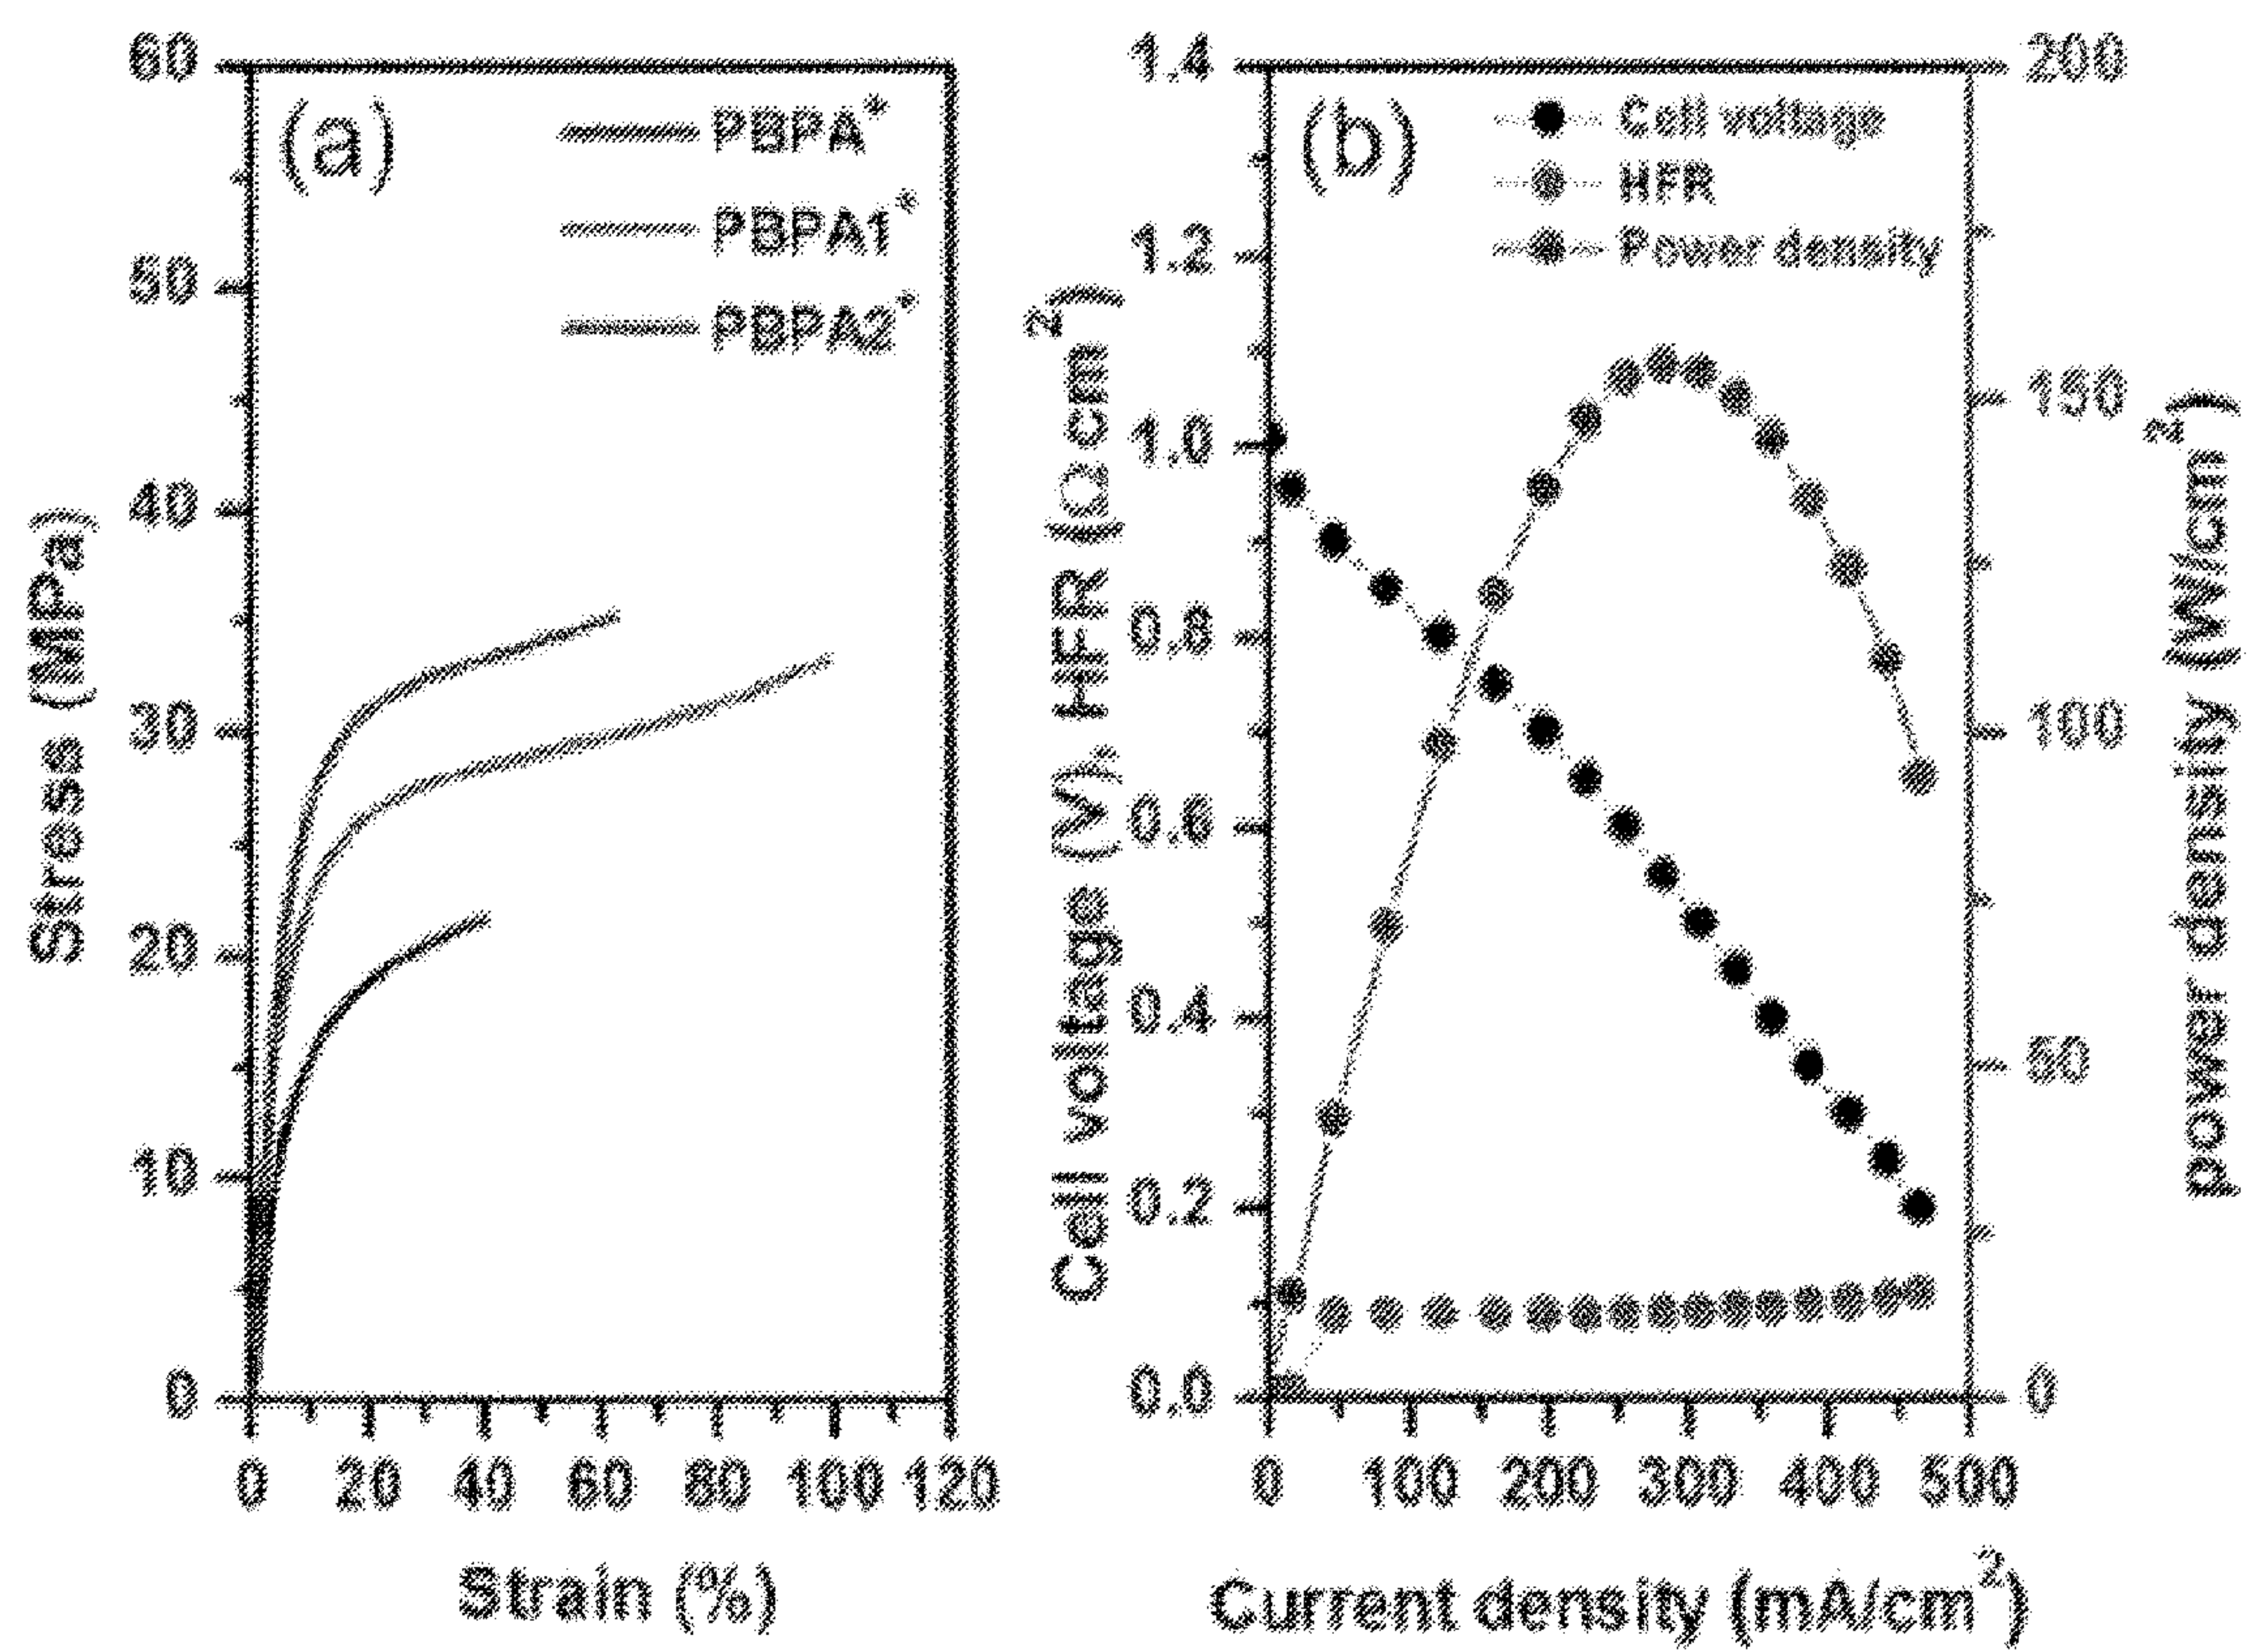 (a)
PBPA*
PBPA1*
PBPA2*
60
50
40
30
20
10
0
0 20 40 60 80 100 120
Stress (MPa)
Strain (%)
(b)
Cell voltage
HFR
Power density
1.4
1.2
1.0
0.8
0.6
0.4
0.2
0.0
200
150
100
50
0
0 100 200 300 400 500
Cell voltage (V), HFR (Ω cm²)
power density (W/cm²)
Current density (mA/cm²)